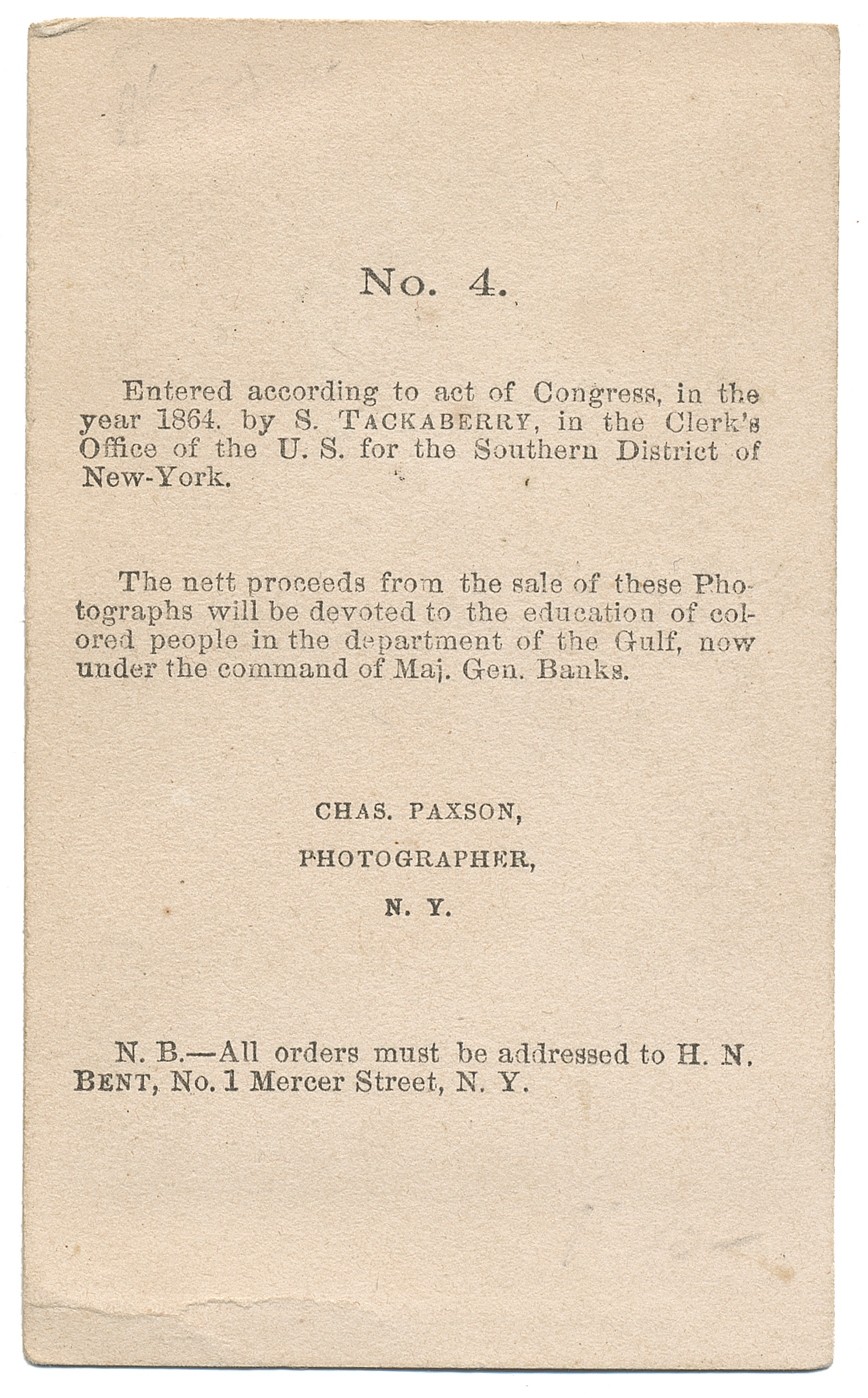 No. 4.
Entered according to act of Congress, in the
year 1864. by S. TACKABERRY, in the Clerk's
Office of the U. S. for the Southern District of
New-York.
The nett proceeds from the sale of these Pho-
tographs will be devoted to the education of col-
ored people in the department of the Gulf, now
under the command of Maj. Gen. Banks.
CHAS. PAXSON,
PHOTOGRAPHER,
N. Y.
N. B.—All orders must be addressed to H. N.
BENT, No. 1 Mercer Street, N. Y.